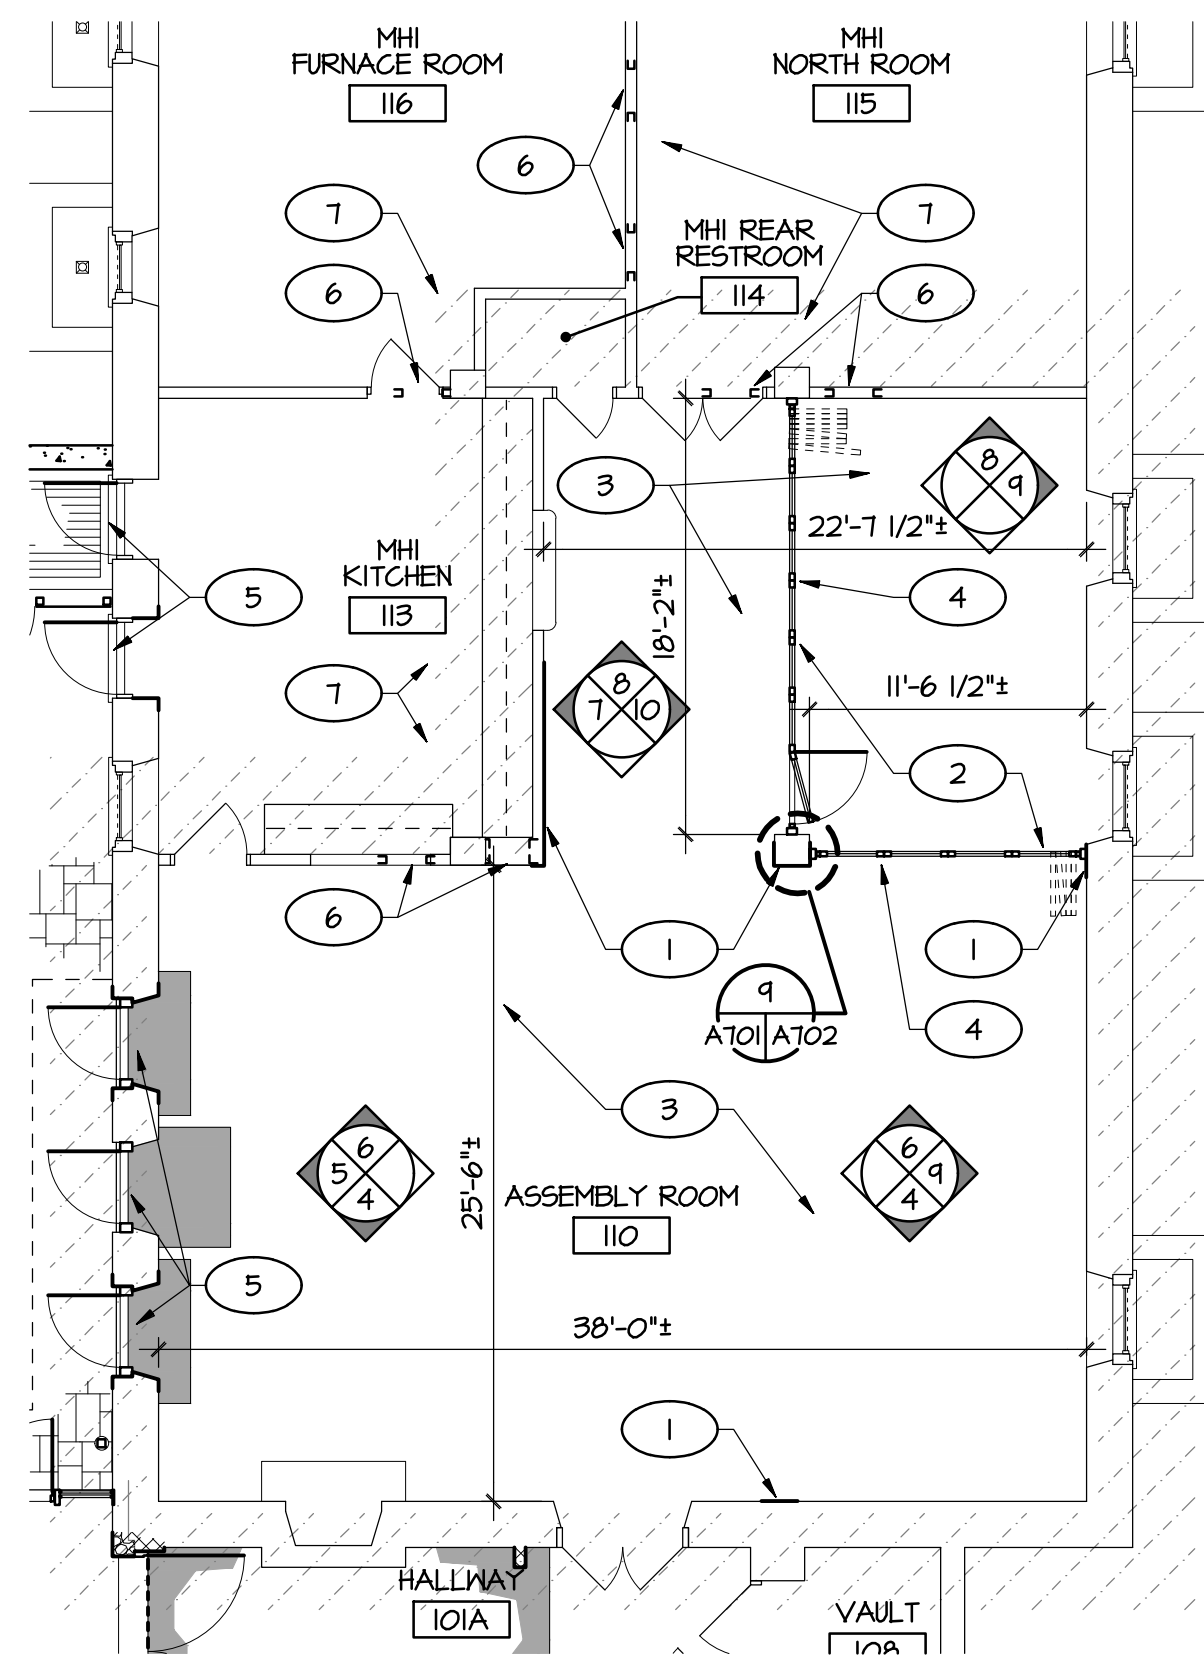 MHI
FURNACE ROOM
116
MHI
NORTH ROOM
115
6
7
7
MHI REAR
RESTROOM
114
6
6
3
8
9
22'-7 1/2"±
MHI
KITCHEN
113
5
4
18'-2"±
7
8
7
10
11'-6 1/2"±
2
6
1
1
9
A701
A702
4
3
6
5
4
25'-6"±
ASSEMBLY ROOM
110
6
9
4
5
38'-0"±
1
HALLWAY
101A
VAULT
108